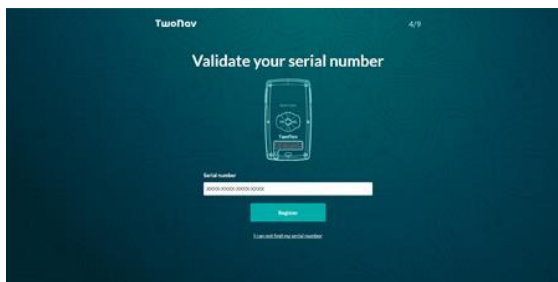 TwoNav
4/9
Validate your serial number
TwoNav
Serial number
XXXXX-XXXXX-XXXXX-XXXXX
Register
I can not find my serial number